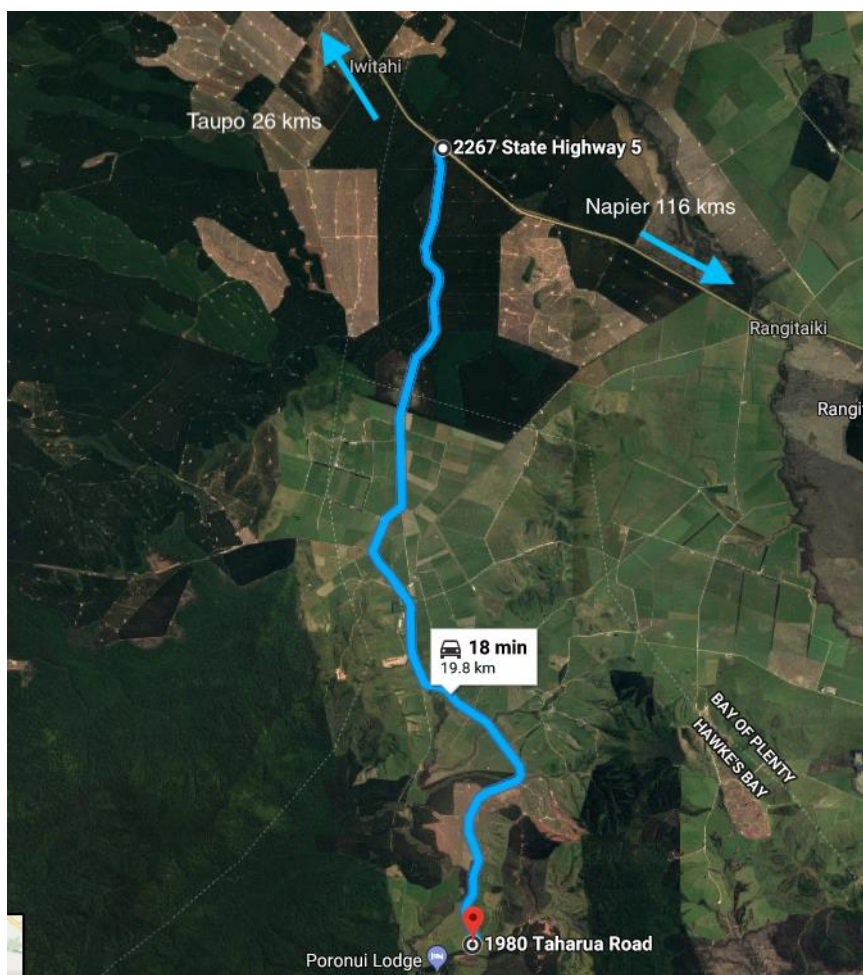 Iwitahi
Taupo 26 kms
2267 State Highway 5
Napier 116 kms
Rangitaiki
Rangit
18 min
19.8 km
BAY OF PLENTY
HAWKE'S BAY
1980 Taharua Road
Poronui Lodge